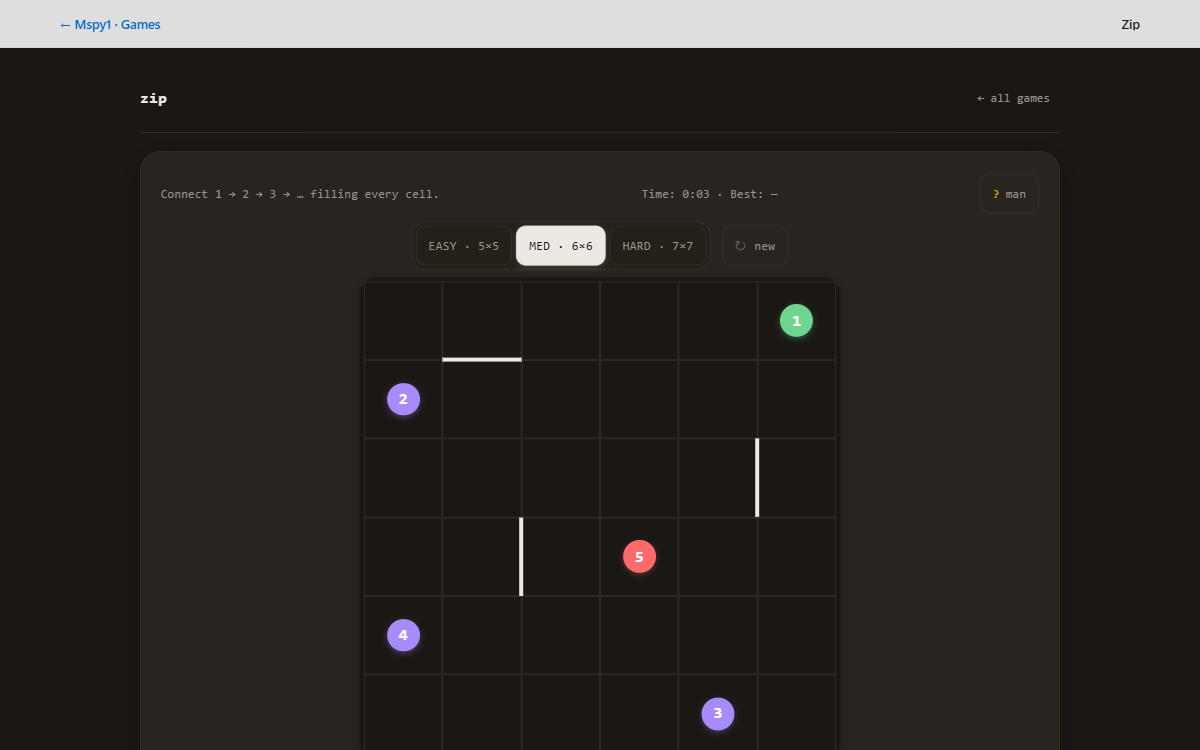 ← Mspy1 · Games
Zip
zip
← all games
Connect 1 → 2 → 3 → … filling every cell.
Time: 0:03 · Best: —
? man
EASY · 5×5
MED · 6×6
HARD · 7×7
↻ new
1
2
5
4
3